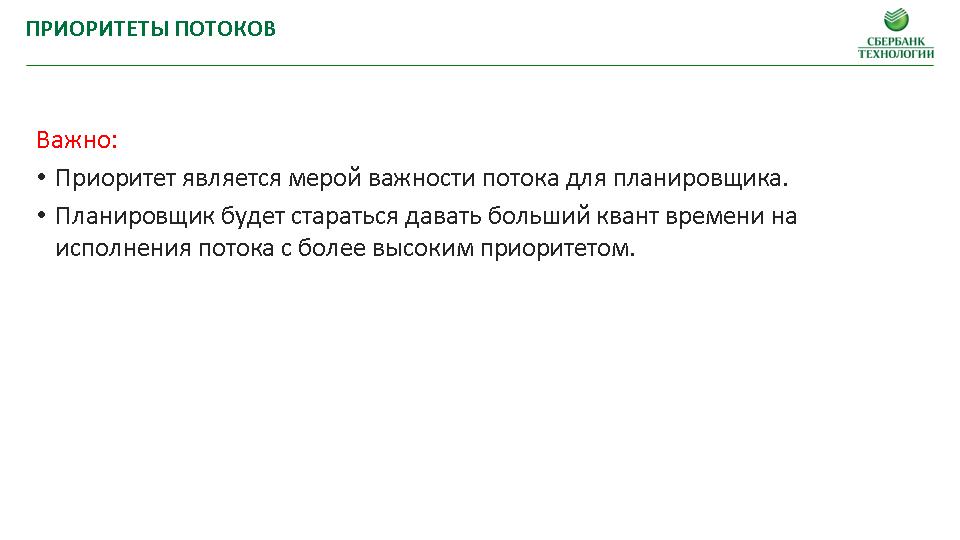 ПРИОРИТЕТЫ ПОТОКОВ
СБЕРБАНК
ТЕХНОЛОГИИ
Важно:
• Приоритет является мерой важности потока для планировщика.
• Планировщик будет стараться давать больший квант времени на
исполнения потока с более высоким приоритетом.